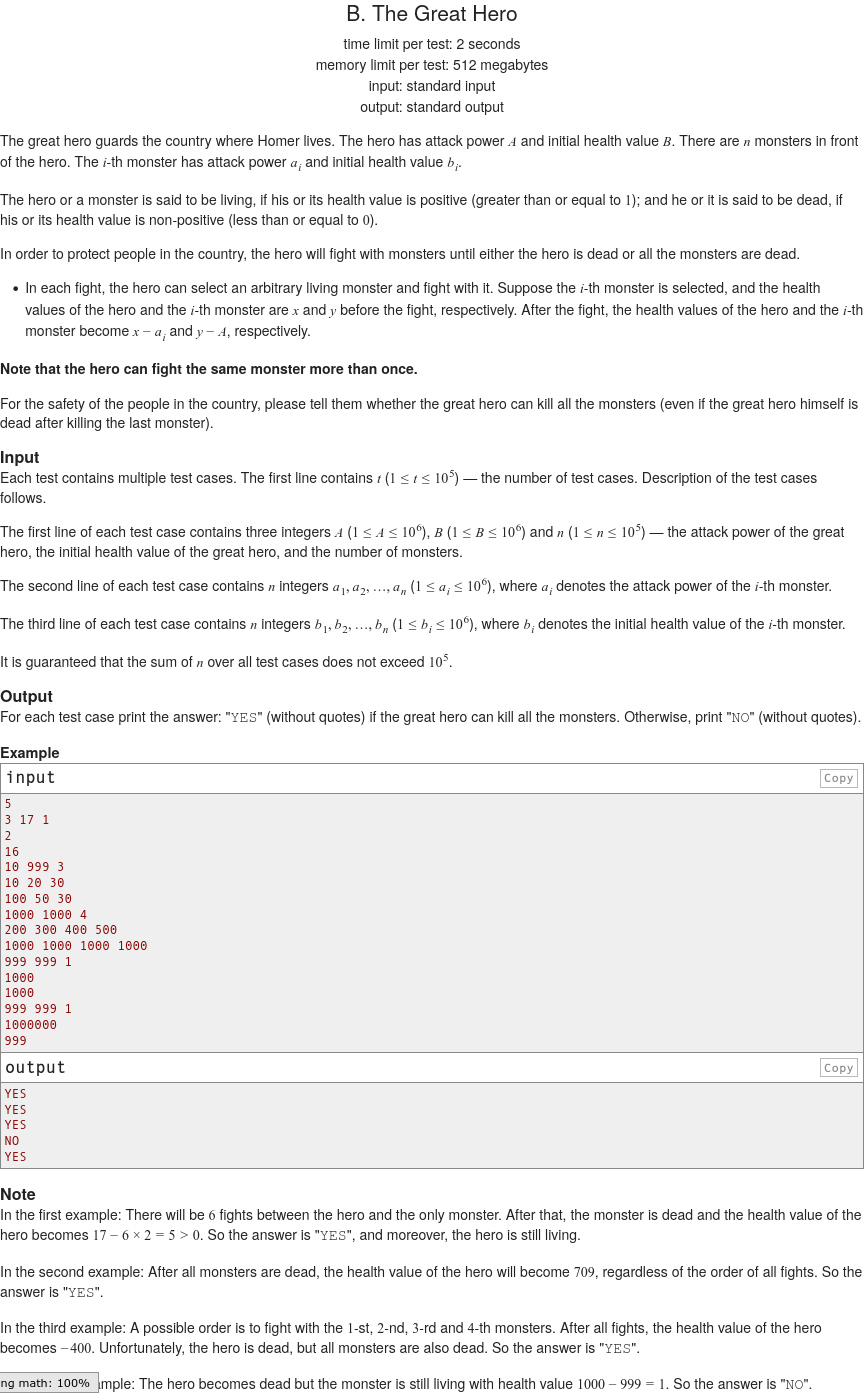 B. The Great Hero
time limit per test: 2 seconds
memory limit per test: 512 megabytes
input: standard input
output: standard output
The great hero guards the country where Homer lives. The hero has attack power A and initial health value B. There are n monsters in front
of the hero. The i-th monster has attack power a_i and initial health value b_i.
The hero or a monster is said to be living, if his or its health value is positive (greater than or equal to 1); and he or it is said to be dead, if
his or its health value is non-positive (less than or equal to 0).
In order to protect people in the country, the hero will fight with monsters until either the hero is dead or all the monsters are dead.
• In each fight, the hero can select an arbitrary living monster and fight with it. Suppose the i-th monster is selected, and the health
values of the hero and the i-th monster are x and y before the fight, respectively. After the fight, the health values of the hero and the i-th
monster become x − a_i and y − A, respectively.
Note that the hero can fight the same monster more than once.
For the safety of the people in the country, please tell them whether the great hero can kill all the monsters (even if the great hero himself is
dead after killing the last monster).
Input
Each test contains multiple test cases. The first line contains t (1 ≤ t ≤ 10^5) — the number of test cases. Description of the test cases
follows.
The first line of each test case contains three integers A (1 ≤ A ≤ 10^6), B (1 ≤ B ≤ 10^6) and n (1 ≤ n ≤ 10^5) — the attack power of the great
hero, the initial health value of the great hero, and the number of monsters.
The second line of each test case contains n integers a_1, a_2, …, a_n (1 ≤ a_i ≤ 10^6), where a_i denotes the attack power of the i-th monster.
The third line of each test case contains n integers b_1, b_2, …, b_n (1 ≤ b_i ≤ 10^6), where b_i denotes the initial health value of the i-th monster.
It is guaranteed that the sum of n over all test cases does not exceed 10^5.
Output
For each test case print the answer: "YES" (without quotes) if the great hero can kill all the monsters. Otherwise, print "NO" (without quotes).
Example
input
Copy
5
3 17 1
2
16
10 999 3
10 20 30
100 50 30
1000 1000 4
200 300 400 500
1000 1000 1000 1000
999 999 1
1000
1000
999 999 1
1000000
999
output
Copy
YES
YES
YES
NO
YES
Note
In the first example: There will be 6 fights between the hero and the only monster. After that, the monster is dead and the health value of the
hero becomes 17 − 6 × 2 = 5 > 0. So the answer is "YES", and moreover, the hero is still living.
In the second example: After all monsters are dead, the health value of the hero will become 709, regardless of the order of all fights. So the
answer is "YES".
In the third example: A possible order is to fight with the 1-st, 2-nd, 3-rd and 4-th monsters. After all fights, the health value of the hero
becomes −400. Unfortunately, the hero is dead, but all monsters are also dead. So the answer is "YES".
ng math: 100% mple: The hero becomes dead but the monster is still living with health value 1000 − 999 = 1. So the answer is "NO".